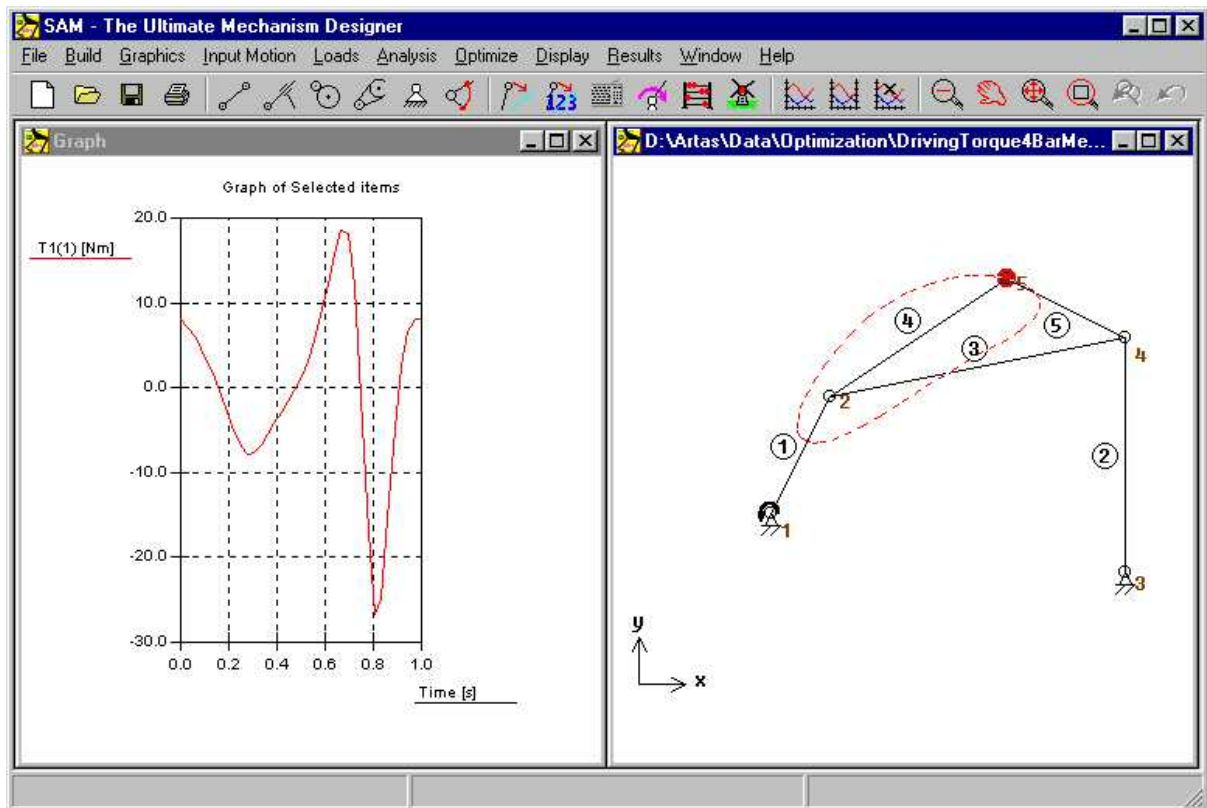 SAM - The Ultimate Mechanism Designer
File Build Graphics Input Motion Loads Analysis Optimize Display Results Window Help
123
Graph
Graph of Selected items
T1(1) [Nm]
20.0
10.0
0.0
-10.0
-20.0
-30.0
0.0 0.2 0.4 0.6 0.8 1.0
Time [s]
D:\Artas\Data\Optimization\DrivingTorque4BarMe...
5
4
5
3
4
2
1
2
1
3
y
x